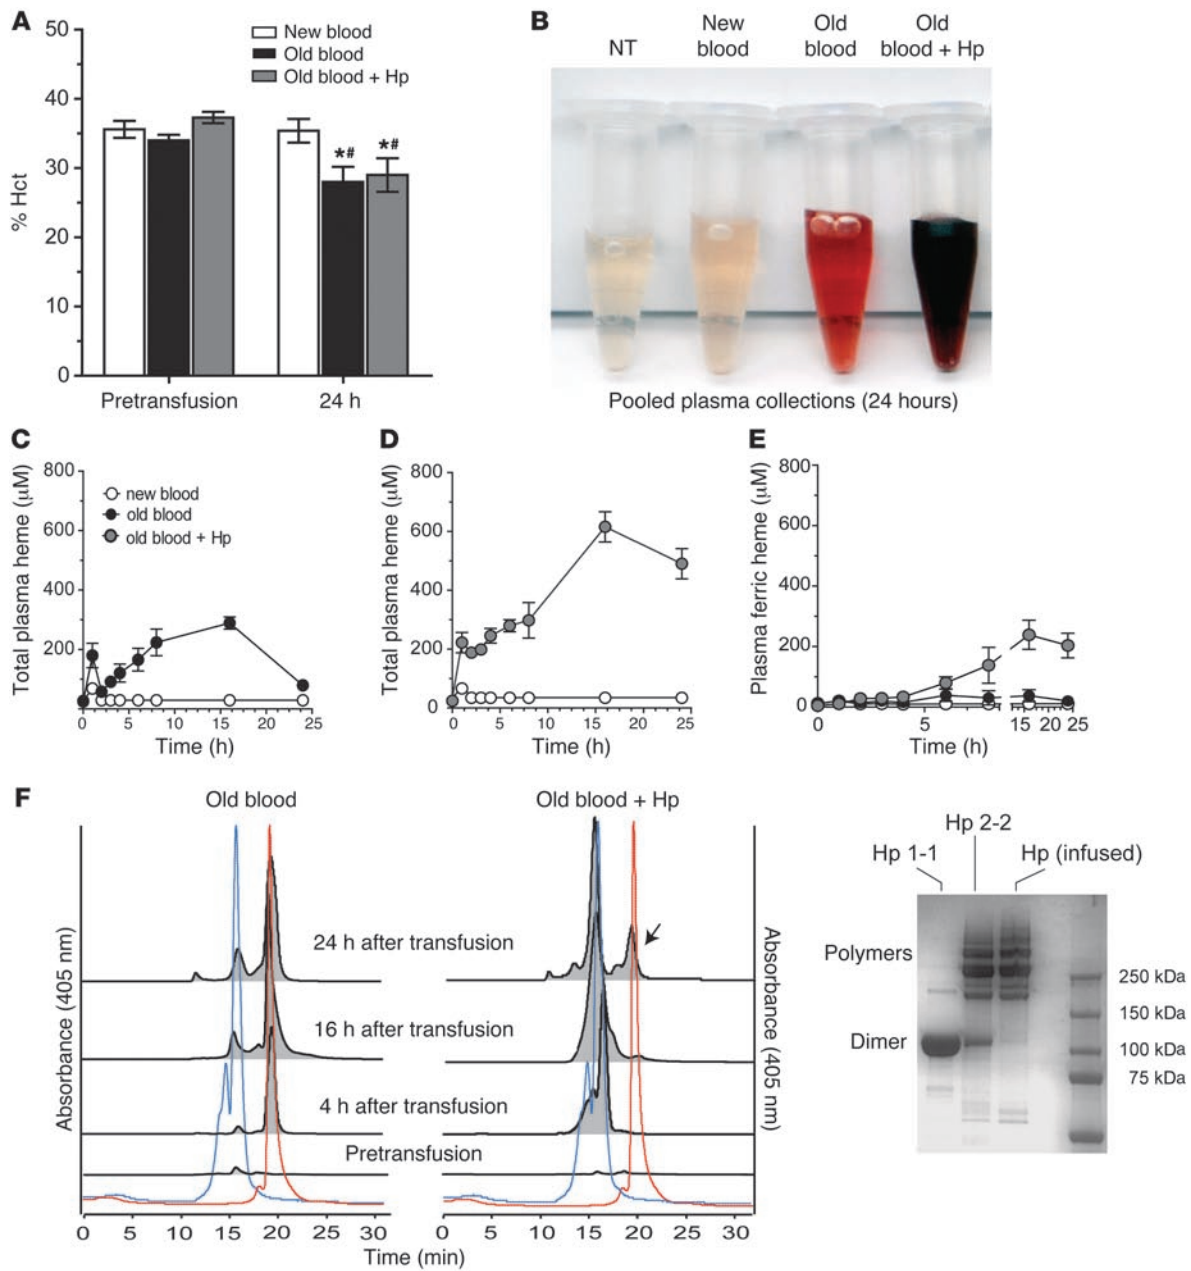 A
50
40
30
20
10
0
% Hct
New blood
Old blood
Old blood + Hp
*#
*#
Pretransfusion
24 h
B
NT
New
blood
Old
blood
Old
blood + Hp
Pooled plasma collections (24 hours)
C
Total plasma heme (μM)
800
600
400
200
new blood
old blood
old blood + Hp
0
5
10
15
20
25
Time (h)
D
Total plasma heme (μM)
800
600
400
200
0
0
5
10
15
20
25
Time (h)
E
Plasma ferric heme (μM)
800
600
400
200
0
0
5
15
20
25
Time (h)
F
Old blood
Old blood + Hp
Absorbance (405 nm)
Absorbance (405 nm)
24 h after transfusion
16 h after transfusion
4 h after transfusion
Pretransfusion
0
5
10
15
20
25
30
0
5
10
15
20
25
30
Time (min)
Hp 2-2
Hp 1-1
Hp (infused)
Polymers
Dimer
250 kDa
150 kDa
100 kDa
75 kDa